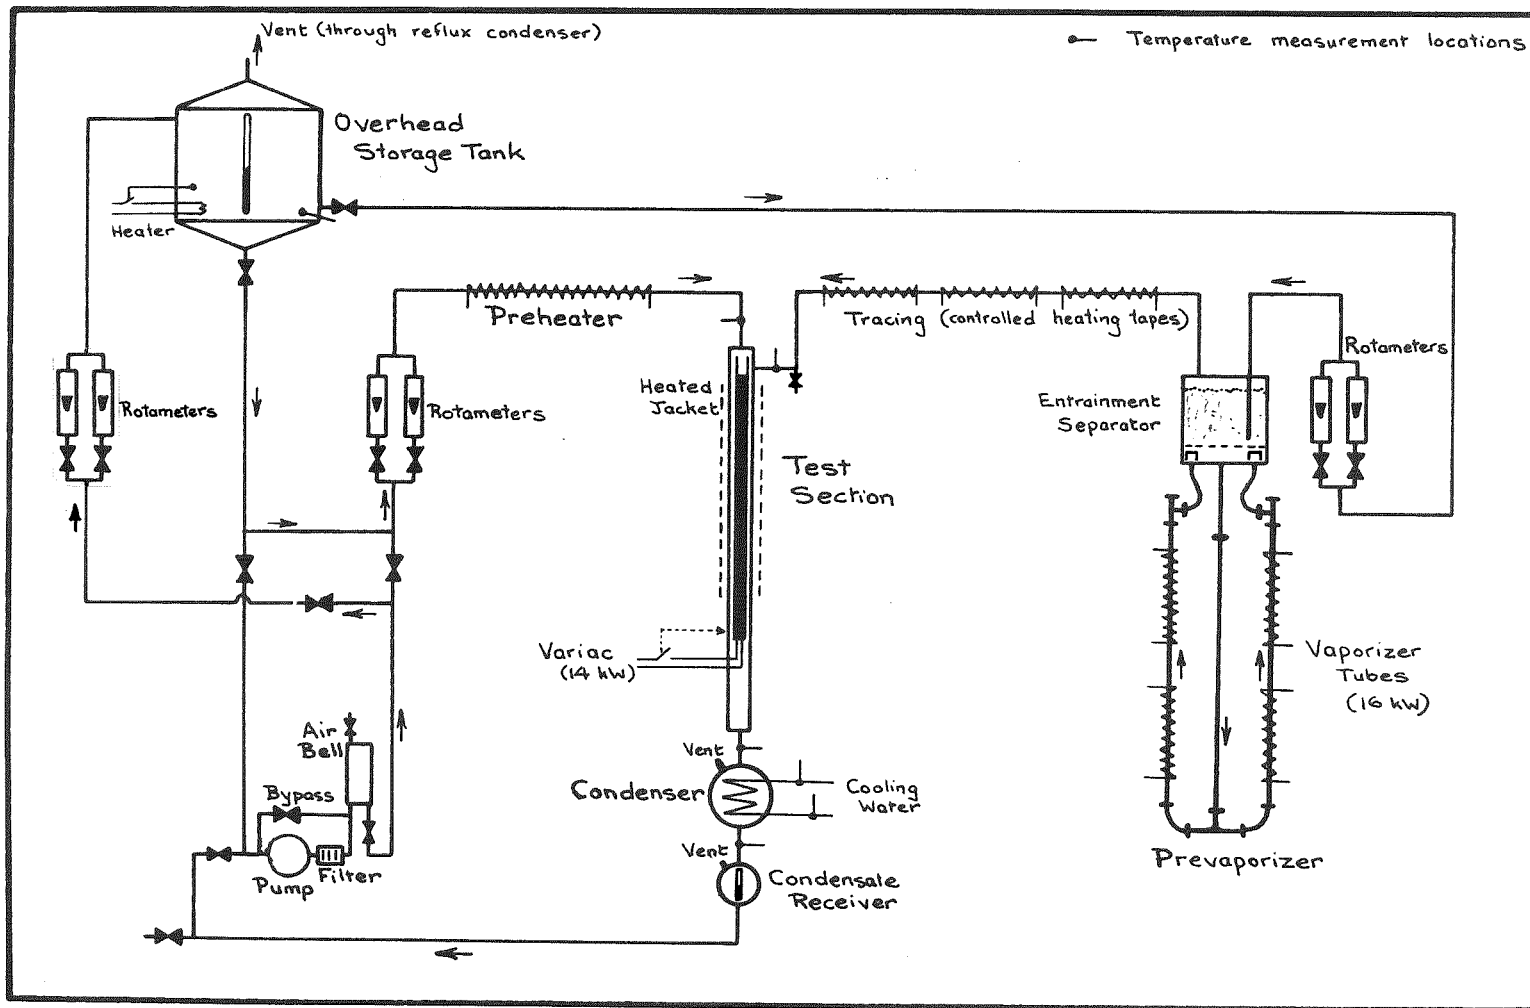 Vent (through reflux condenser)
Temperature measurement locations
Overhead
Storage Tank
Heater
Preheater
Tracing (controlled heating tapes)
Rotameters
Rotameters
Rotameters
Heated
Jacket
Entrainment
Separator
Test
Section
Variac
(14 kW)
Vaporizer
Tubes
(16 kW)
Air
Bell
Vent
Bypass
Condenser
Cooling
Water
Pump
Filter
Vent
Condensate
Receiver
Prevaporizer